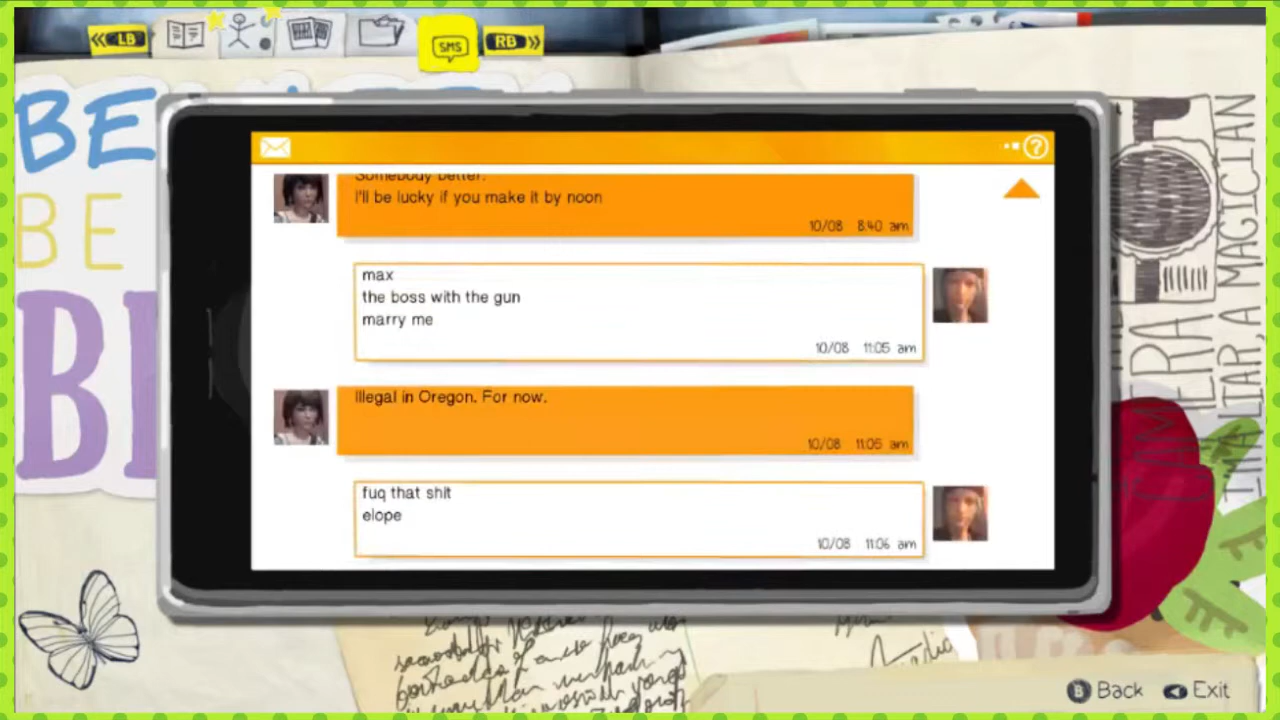 LB
SMS
RB
BE
BE
BE
Somebody better.
I'll be lucky if you make it by noon
10/08 8:40 am
max
the boss with the gun
marry me
10/08 11:05 am
Illegal in Oregon. For now.
10/08 11:05 am
fuq that shit
elope
10/08 11:06 am
?
B Back
Exit
A MAGICIAN